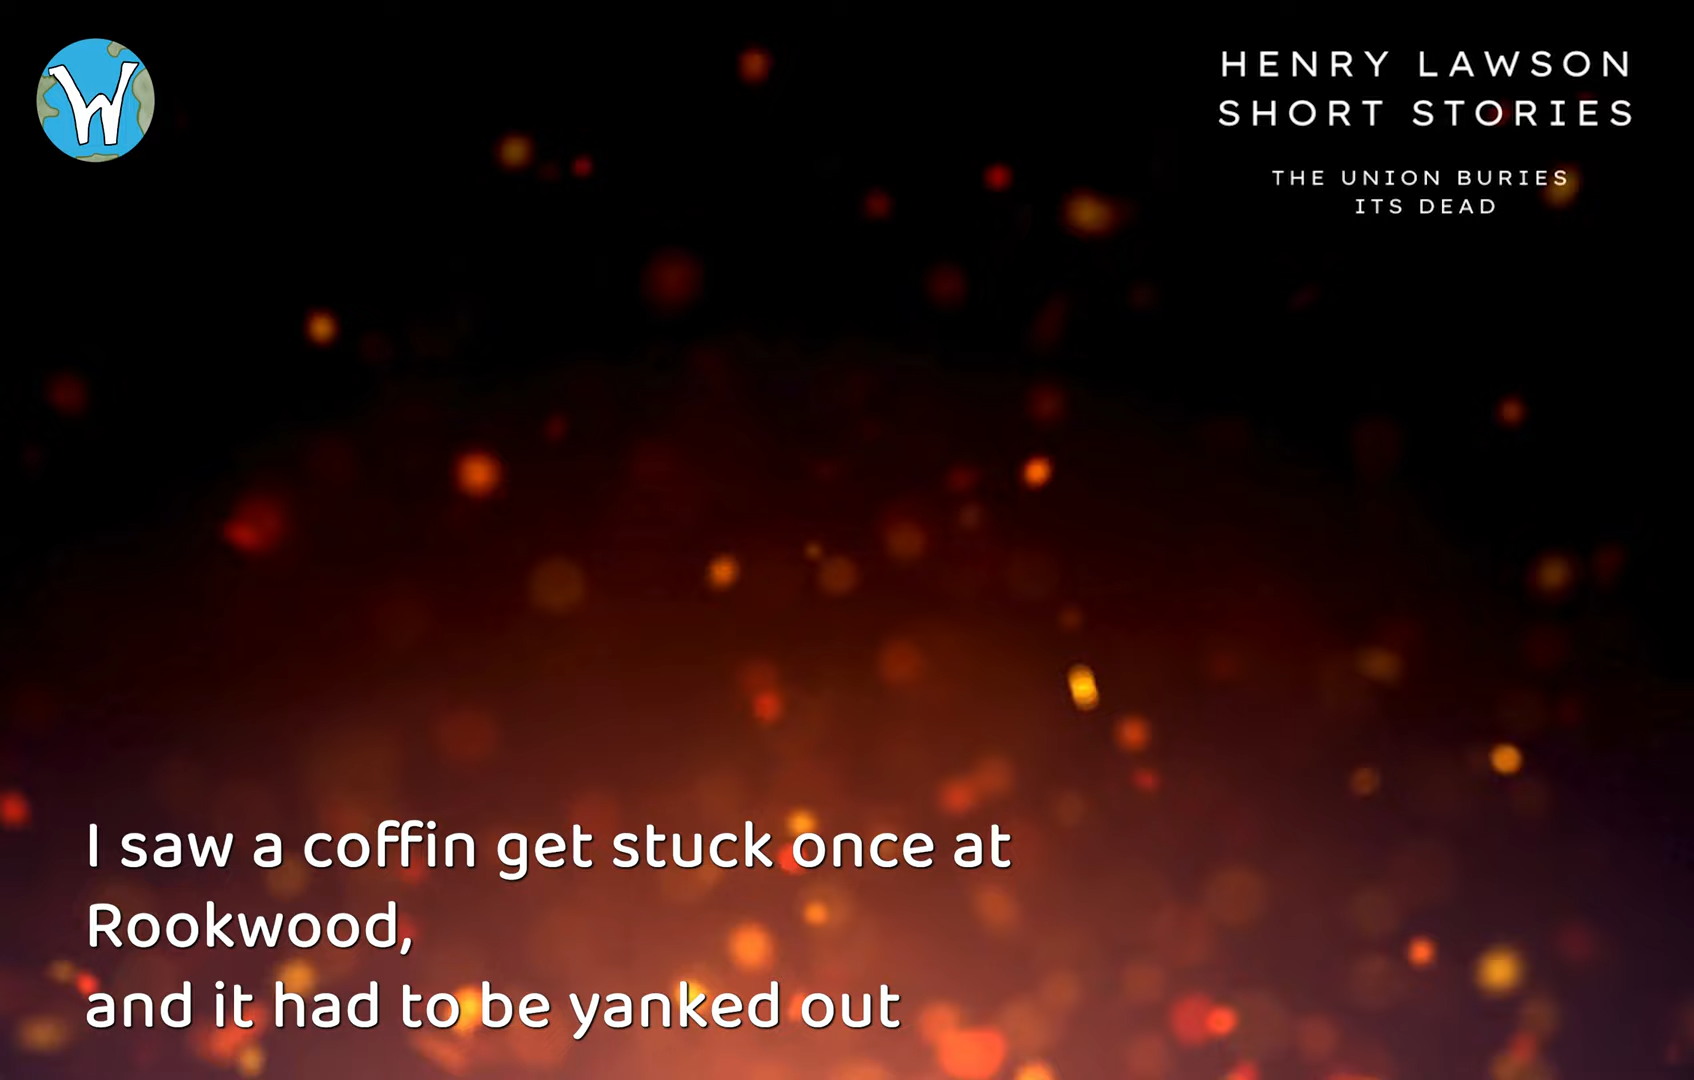 W
HENRY LAWSON
SHORT STORIES
THE UNION BURIES
ITS DEAD
I saw a coffin get stuck once at
Rookwood,
and it had to be yanked out